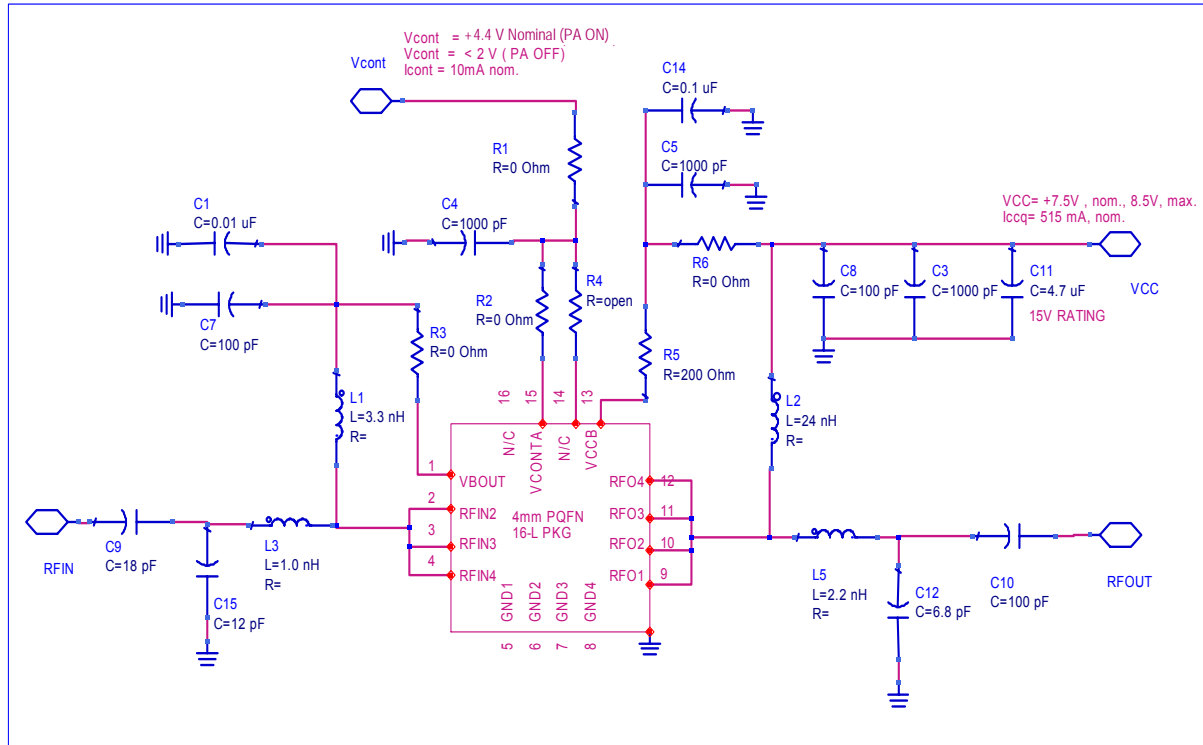 Vcont = +4.4 V Nominal (PA ON)
Vcont = < 2 V ( PA OFF)
Icont = 10mA nom.
Vcont
C14
C=0.1 uF
R1
R=0 Ohm
C5
C=1000 pF
C1
C=0.01 uF
C4
C=1000 pF
VCC= +7.5V , nom., 8.5V, max.
Iccq= 515 mA, nom.
R6
R=0 Ohm
R4
R=open
R2
R=0 Ohm
C8
C=100 pF
C3
C=1000 pF
C11
C=4.7 uF
15V RATING
VCC
C7
C=100 pF
R3
R=0 Ohm
R5
R=200 Ohm
L1
L=3.3 nH
R=
L2
L=24 nH
R=
16
15
14
13
N/C
VCONTA
N/C
VCCB
1
VBOUT
2
RFIN2
3
RFIN3
4
RFIN4
4mm PQFN
16-L PKG
RFO4
12
RFO3
11
RFO2
10
RFO1
9
GND1
GND2
GND3
GND4
5
6
7
8
RFIN
C9
C=18 pF
L3
L=1.0 nH
R=
C15
C=12 pF
L5
L=2.2 nH
R=
C12
C=6.8 pF
C10
C=100 pF
RFOUT